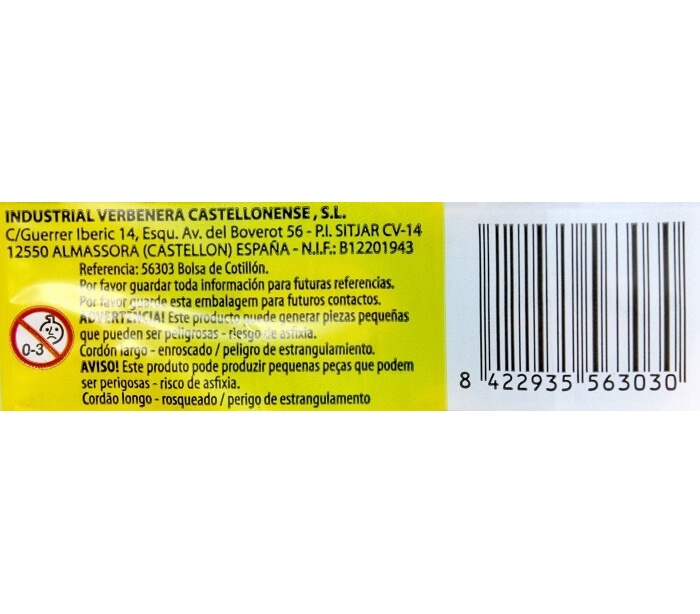 INDUSTRIAL VERBENERA CASTELLONENSE, S.L.
C/Guerrer Iberic 14, Esqu. Av. del Boverot 56 - P.I. SITJAR CV-14
12550 ALMASSORA (CASTELLON) ESPAÑA - N.I.F.: B12201943
Referencia: 56303 Bolsa de Cotillón.
Por favor guardar toda información para futuras referencias.
Por favor guarde esta embalagem para futuros contactos.
ADVERTENCIA! Este producto puede generar piezas pequeñas
que pueden ser peligrosas - riesgo de asfixia.
Cordón largo - enroscado / peligro de estrangulamiento.
AVISO! Este produto pode produzir pequenas peças que podem
ser perigosas - risco de asfixia.
Cordão longo - rosqueado / perigo de estrangulamento
0-3
8 422935 563030